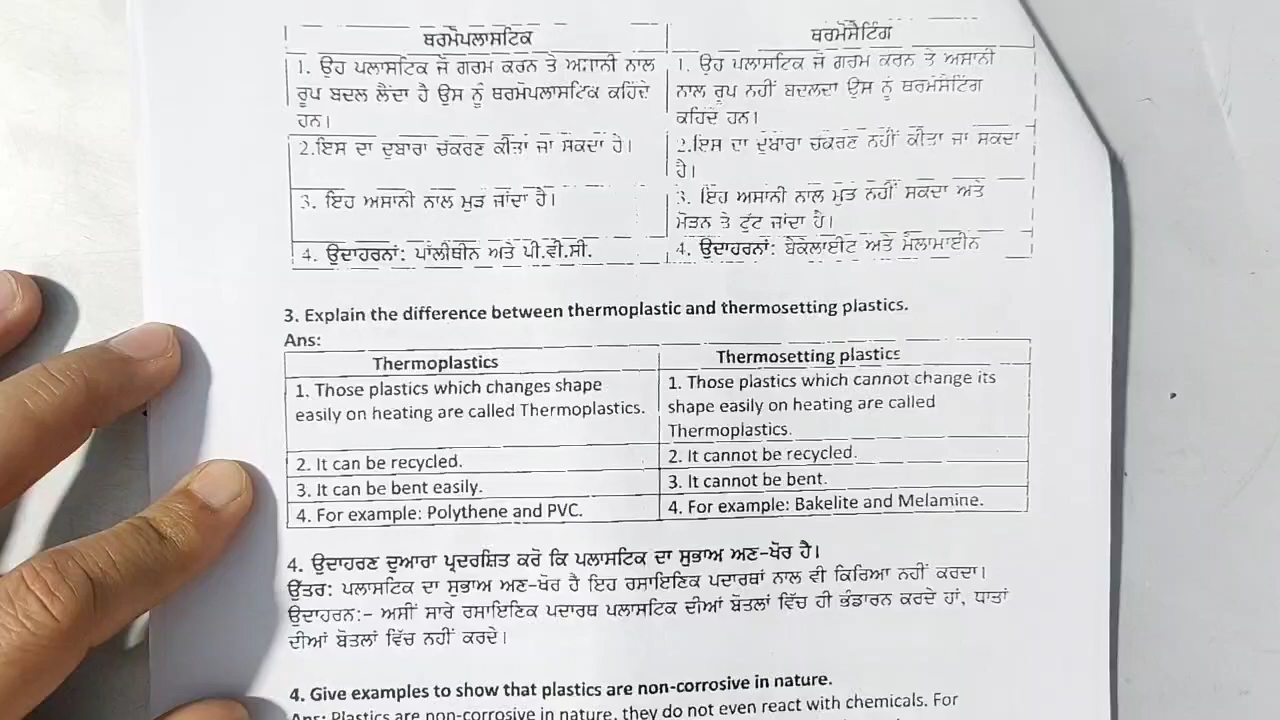 ਥਰਮੋਪਲਾਸਟਿਕ
ਥਰਮੋਸੈਟਿੰਗ
1. ਉਹ ਪਲਾਸਟਿਕ ਜੋ ਗਰਮ ਕਰਨ ਤੇ ਅਸਾਨੀ ਨਾਲ
ਰੂਪ ਬਦਲ ਲੈਂਦਾ ਹੈ ਉਸ ਨੂੰ ਥਰਮੋਪਲਾਸਟਿਕ ਕਹਿੰਦੇ
ਹਨ।
1. ਉਹ ਪਲਾਸਟਿਕ ਜੋ ਗਰਮ ਕਰਨ ਤੇ ਅਸਾਨੀ
ਨਾਲ ਰੂਪ ਨਹੀਂ ਬਦਲਦਾ ਉਸ ਨੂੰ ਥਰਮੋਸੈਟਿੰਗ
ਕਹਿੰਦੇ ਹਨ।
2.ਇਸ ਦਾ ਦੁਬਾਰਾ ਚੱਕਰਣ ਕੀਤਾ ਜਾ ਸਕਦਾ ਹੈ।
2.ਇਸ ਦਾ ਦੁਬਾਰਾ ਚੱਕਰਣ ਨਹੀਂ ਕੀਤਾ ਜਾ ਸਕਦਾ
ਹੈ।
3. ਇਹ ਅਸਾਨੀ ਨਾਲ ਮੁੜ ਜਾਂਦਾ ਹੈ।
3. ਇਹ ਅਸਾਨੀ ਨਾਲ ਮੁੜ ਨਹੀਂ ਸਕਦਾ ਅਤੇ
ਮੋੜਨ ਤੇ ਟੁੱਟ ਜਾਂਦਾ ਹੈ।
4. ਉਦਾਹਰਨਾਂ: ਪਾੱਲੀਥੀਨ ਅਤੇ ਪੀ.ਵੀ.ਸੀ.
4. ਉਦਾਹਰਨਾਂ: ਬੈਕਲਾਈਟ ਅਤੇ ਮੈਲਾਮਾਈਨ
3. Explain the difference between thermoplastic and thermosetting plastics.
Ans:
Thermoplastics
Thermosetting plastics
1. Those plastics which changes shape
easily on heating are called Thermoplastics.
1. Those plastics which cannot change its
shape easily on heating are called
Thermoplastics.
2. It can be recycled.
2. It cannot be recycled.
3. It can be bent easily.
3. It cannot be bent.
4. For example: Polythene and PVC.
4. For example: Bakelite and Melamine.
4. ਉਦਾਹਰਣ ਦੁਆਰਾ ਪ੍ਰਦਰਸ਼ਿਤ ਕਰੋ ਕਿ ਪਲਾਸਟਿਕ ਦਾ ਸੁਭਾਅ ਅਣ-ਖੋਰ ਹੈ।
ਉੱਤਰ: ਪਲਾਸਟਿਕ ਦਾ ਸੁਭਾਅ ਅਣ-ਖੋਰ ਹੈ ਇਹ ਰਸਾਇਣਿਕ ਪਦਾਰਥਾਂ ਨਾਲ ਵੀ ਕਿਰਿਆ ਨਹੀਂ ਕਰਦਾ।
ਉਦਾਹਰਨ:- ਅਸੀਂ ਸਾਰੇ ਰਸਾਇਣਿਕ ਪਦਾਰਥ ਪਲਾਸਟਿਕ ਦੀਆਂ ਬੋਤਲਾਂ ਵਿੱਚ ਹੀ ਭੰਡਾਰਨ ਕਰਦੇ ਹਾਂ, ਧਾਤਾਂ
ਦੀਆਂ ਬੋਤਲਾਂ ਵਿੱਚ ਨਹੀਂ ਕਰਦੇ।
4. Give examples to show that plastics are non-corrosive in nature.
Ans: Plastics are non-corrosive in nature, they do not even react with chemicals. For